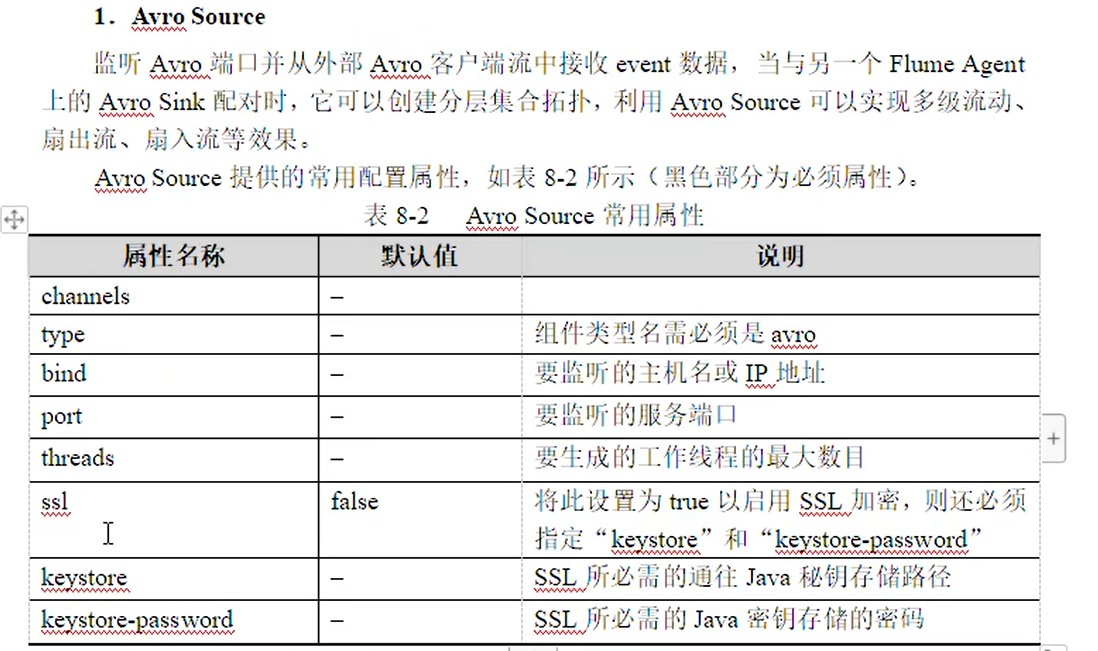 1. Avro Source
监听 Avro 端口并从外部 Avro 客户端流中接收 event 数据，当与另一个 Flume Agent
上的 Avro Sink 配对时，它可以创建分层集合拓扑，利用 Avro Source 可以实现多级流动、
扇出流、扇入流等效果。
Avro Source 提供的常用配置属性，如表 8-2 所示（黑色部分为必须属性）。
表 8-2 Avro Source 常用属性
属性名称 默认值 说明
channels –
type – 组件类型名需必须是 avro
bind – 要监听的主机名或 IP 地址
port – 要监听的服务端口
threads – 要生成的工作线程的最大数目
ssl false 将此设置为 true 以启用 SSL 加密，则还必须
指定“keystore”和“keystore-password”
keystore – SSL 所必需的通往 Java 秘钥存储路径
keystore-password – SSL 所必需的 Java 密钥存储的密码